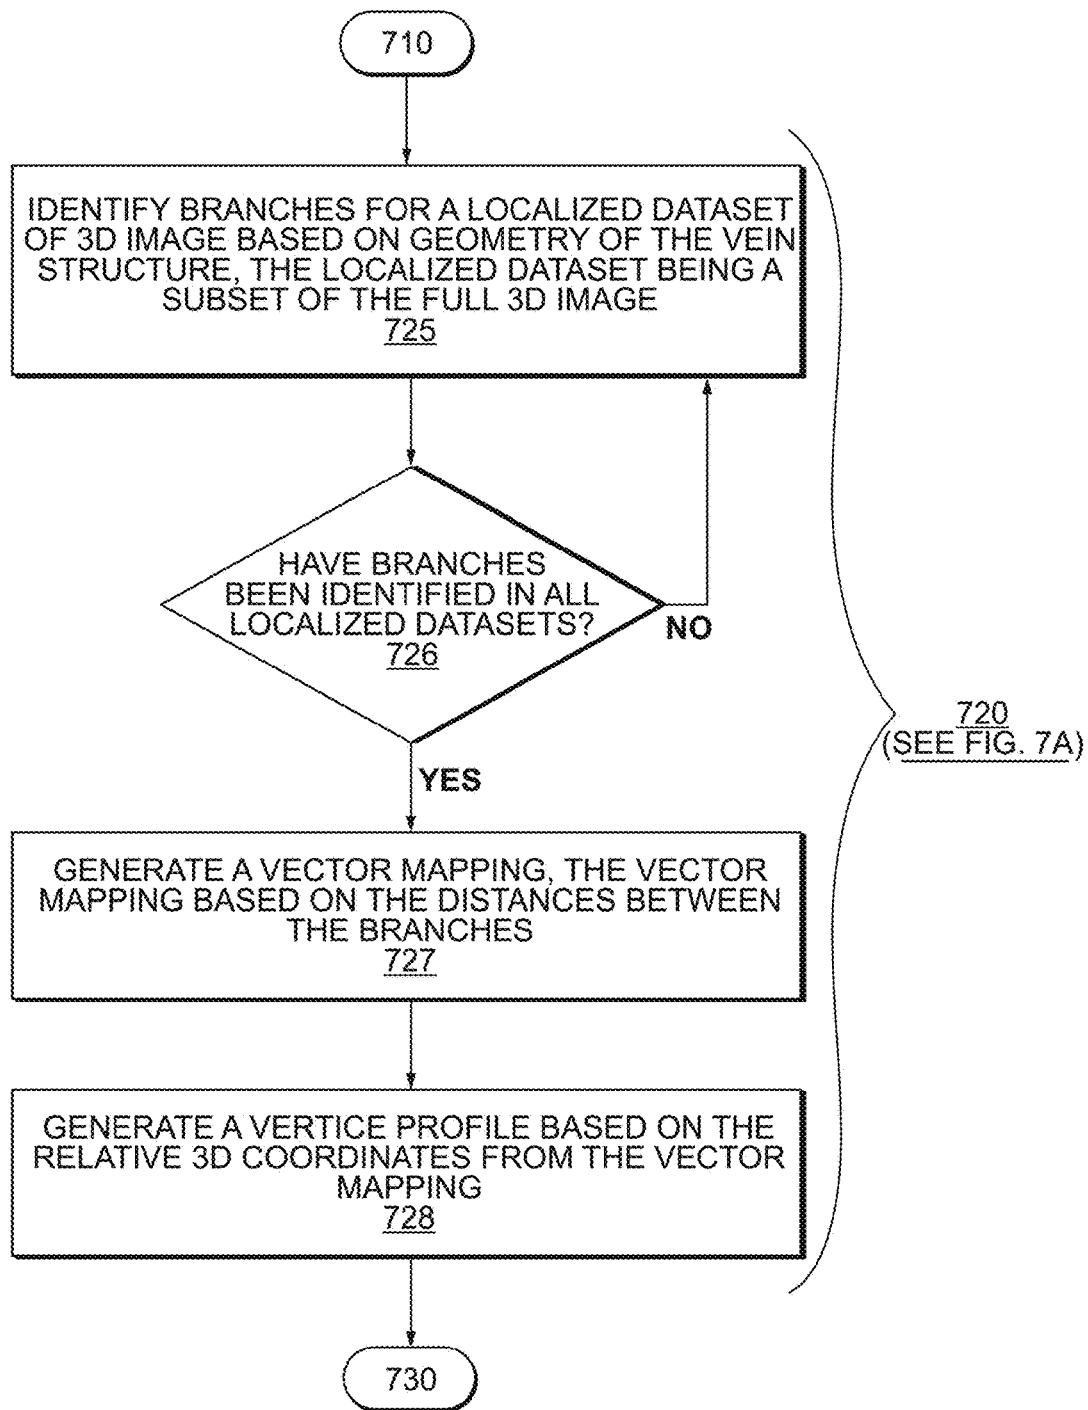 710
IDENTIFY BRANCHES FOR A LOCALIZED DATASET
OF 3D IMAGE BASED ON GEOMETRY OF THE VEIN
STRUCTURE, THE LOCALIZED DATASET BEING A
SUBSET OF THE FULL 3D IMAGE
725
HAVE BRANCHES
BEEN IDENTIFIED IN ALL
LOCALIZED DATASETS?
726
NO
720
(SEE FIG. 7A)
YES
GENERATE A VECTOR MAPPING, THE VECTOR
MAPPING BASED ON THE DISTANCES BETWEEN
THE BRANCHES
727
GENERATE A VERTICE PROFILE BASED ON THE
RELATIVE 3D COORDINATES FROM THE VECTOR
MAPPING
728
730